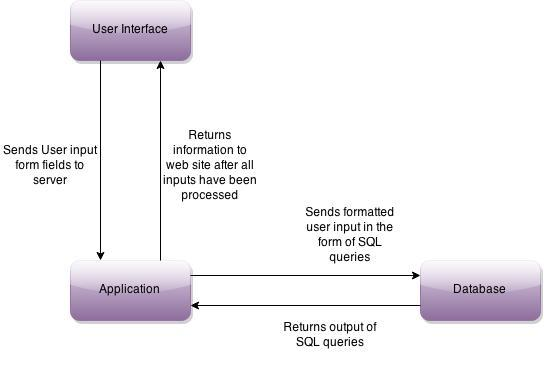 User Interface
Sends User input
form fields to
server
Returns
information to
web site after all
inputs have been
processed
Sends formatted
user input in the
form of SQL
queries
Application
Database
Returns output of
SQL queries